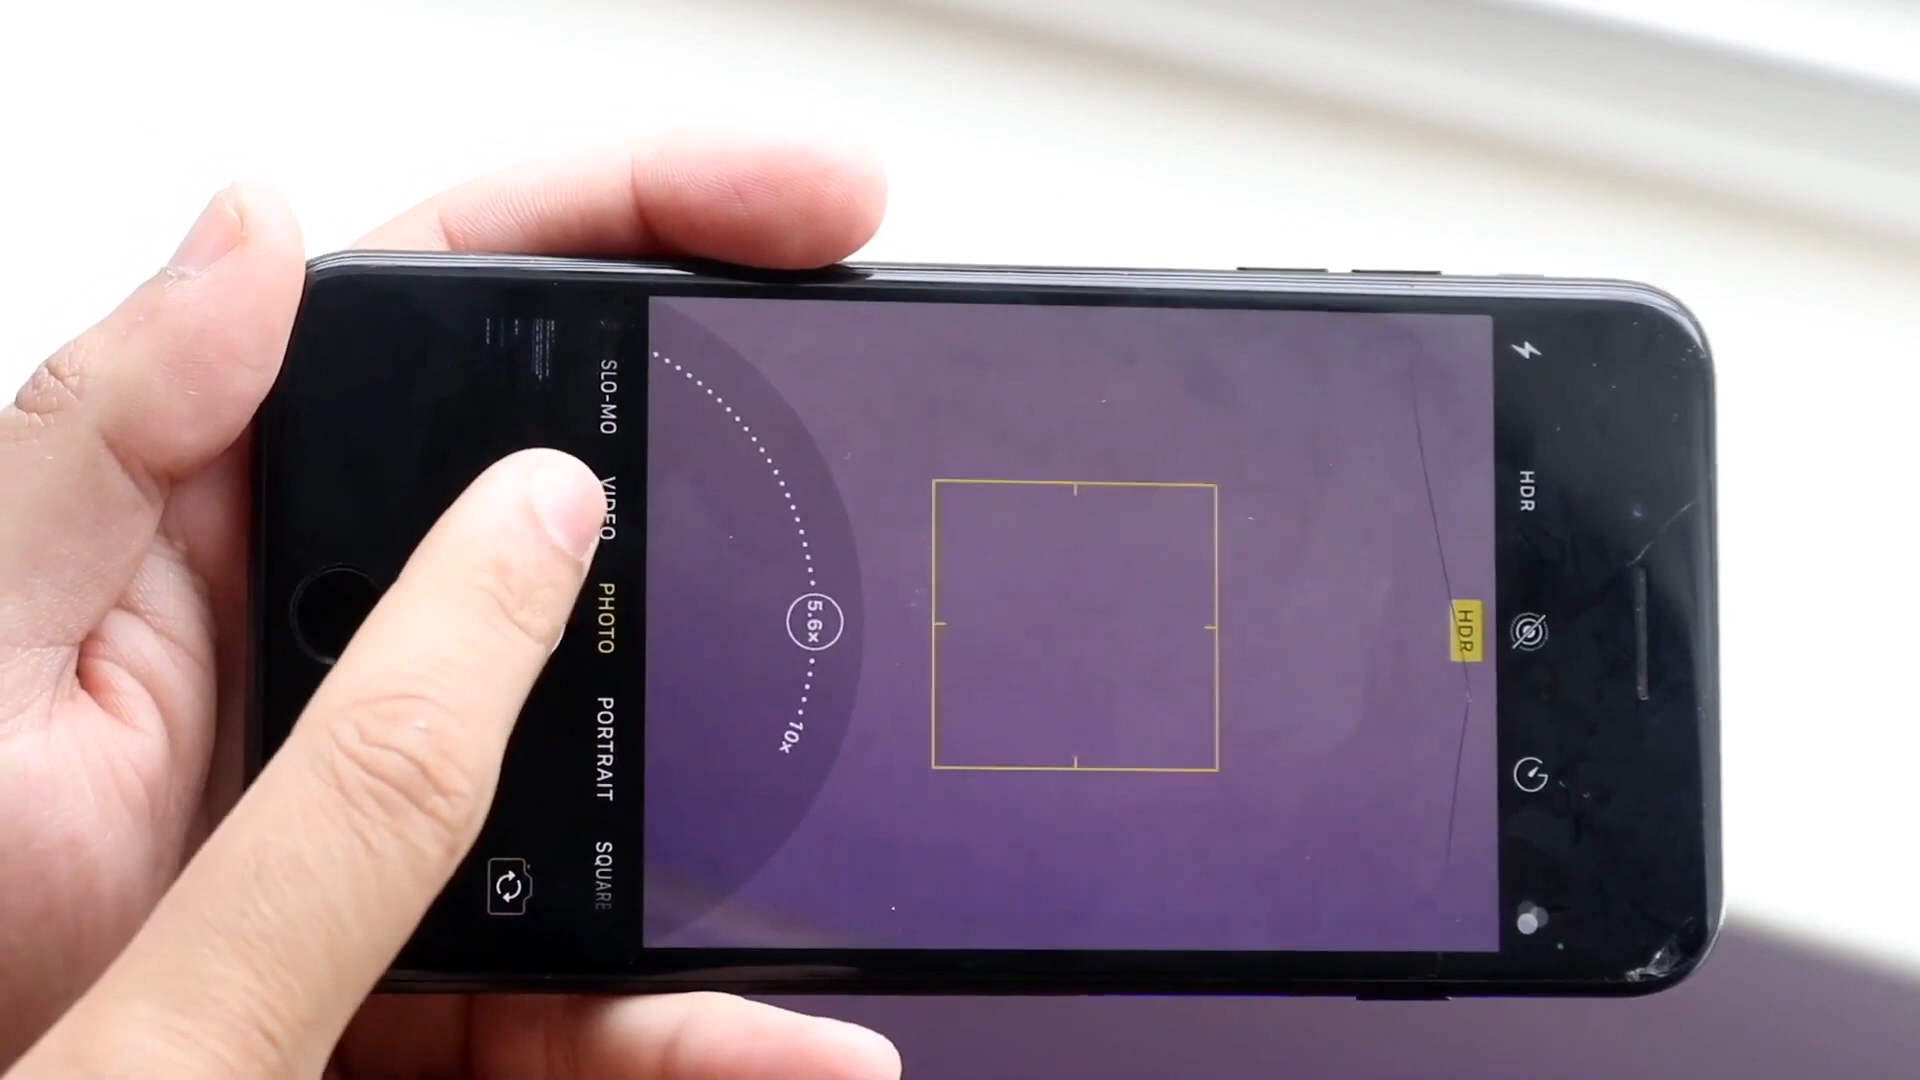 HDR
HDR
5.6x
10x
SLO-MO
VIDEO
PHOTO
PORTRAIT
SQUARE